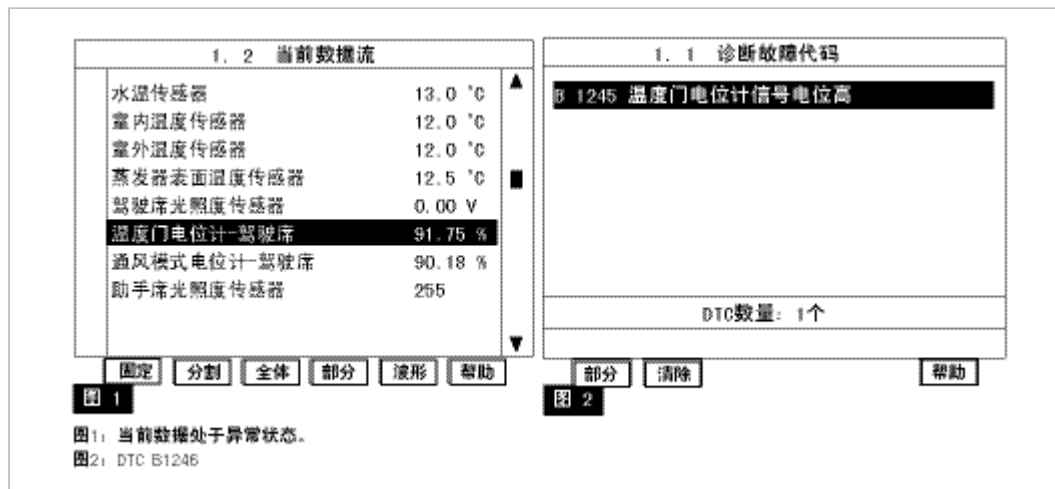 1. 2 当前数据流
水温传感器 13.0 ˚C
室内温度传感器 12.0 ˚C
室外温度传感器 12.0 ˚C
蒸发器表面温度传感器 12.5 ˚C
驾驶席光照度传感器 0.00 V
温度门电位计-驾驶席 91.75 %
通风模式电位计-驾驶席 90.18 %
助手席光照度传感器 255
固定 分割 全体 部分 波形 帮助
图 1
1. 1 诊断故障代码
B 1245 温度门电位计信号电位高
DTC数量: 1个
部分 清除 帮助
图 2
图1: 当前数据处于异常状态。
图2: DTC B1246